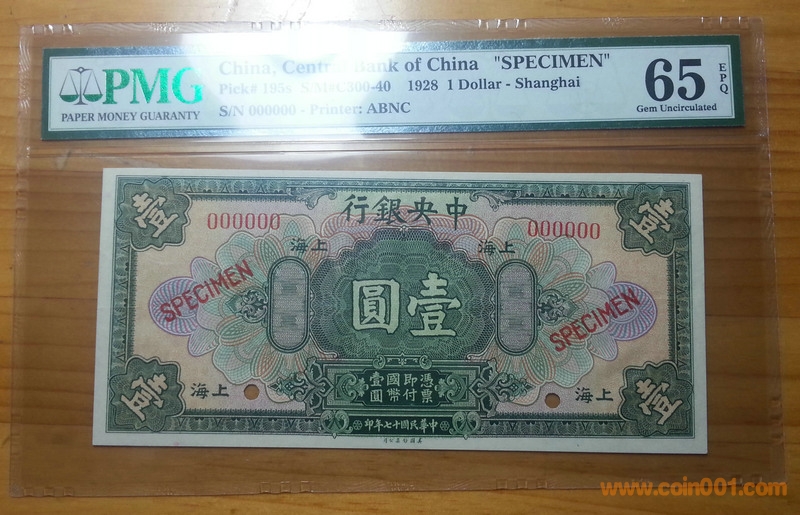 PMG
PAPER MONEY GUARANTY
China, Central Bank of China "SPECIMEN"
Pick# 195s S/M#C300-40 1928 1 Dollar - Shanghai
S/N 000000 - Printer: ABNC
65 EPQ
Gem Uncirculated
行銀央中
壹
壹
000000
000000
海上
海上
SPECIMEN
SPECIMEN
圓壹
憑票即付國幣壹圓
海上
海上
壹
壹
印年七十國民華中
www.coin001.com